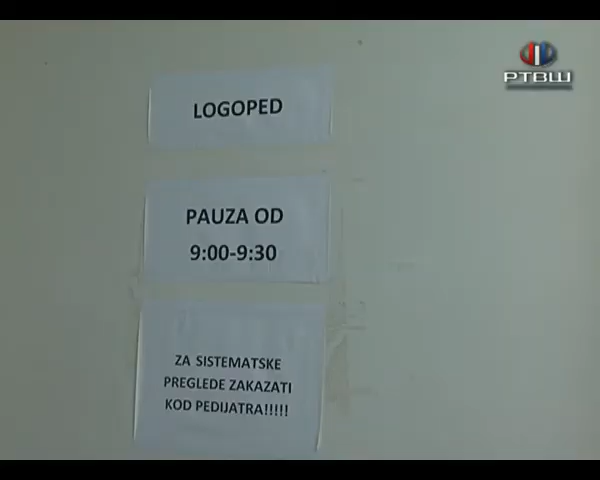 РТВШ
LOGOPED
PAUZA OD
9:00-9:30
ZA SISTEMATSKE
PREGLEDE ZAKAZATI
KOD PEDIJATRA!!!!!